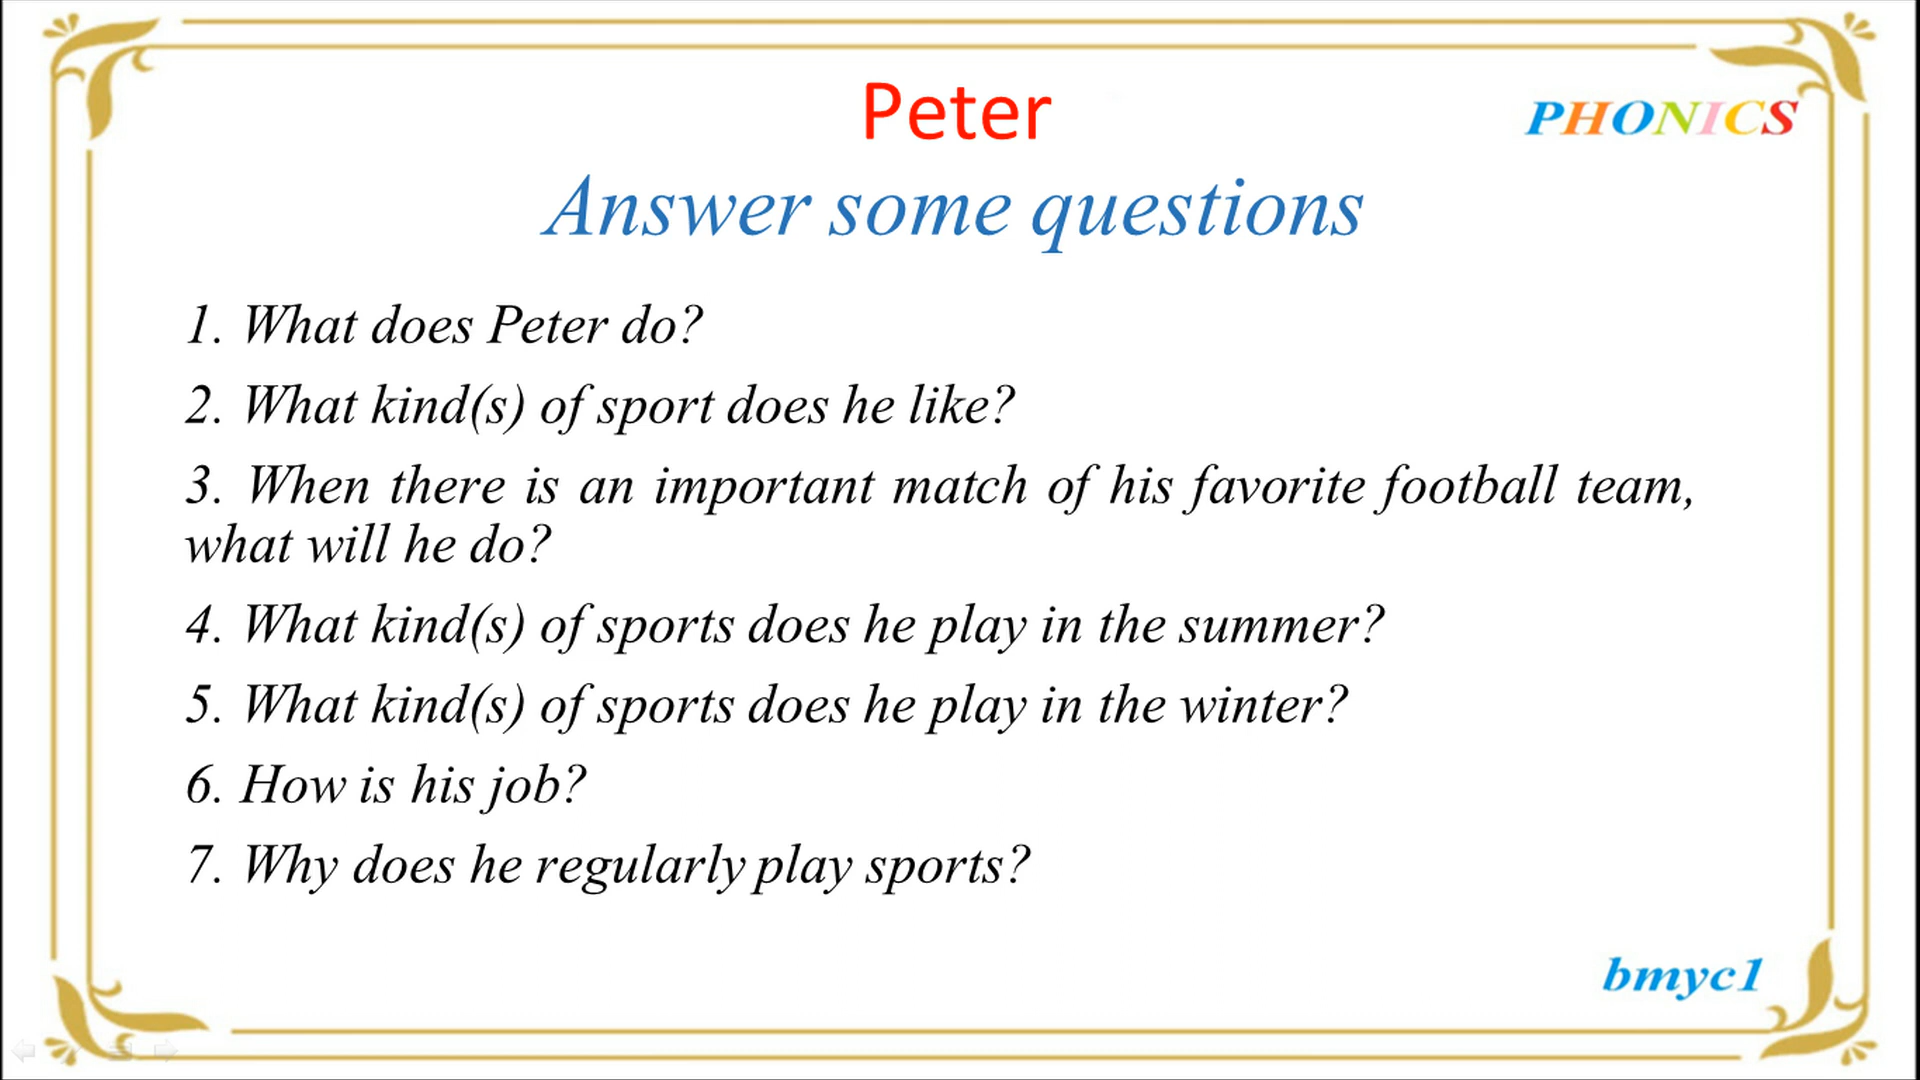 Peter
PHONICS
Answer some questions
1. What does Peter do?
2. What kind(s) of sport does he like?
3. When there is an important match of his favorite football team,
what will he do?
4. What kind(s) of sports does he play in the summer?
5. What kind(s) of sports does he play in the winter?
6. How is his job?
7. Why does he regularly play sports?
bmyc1